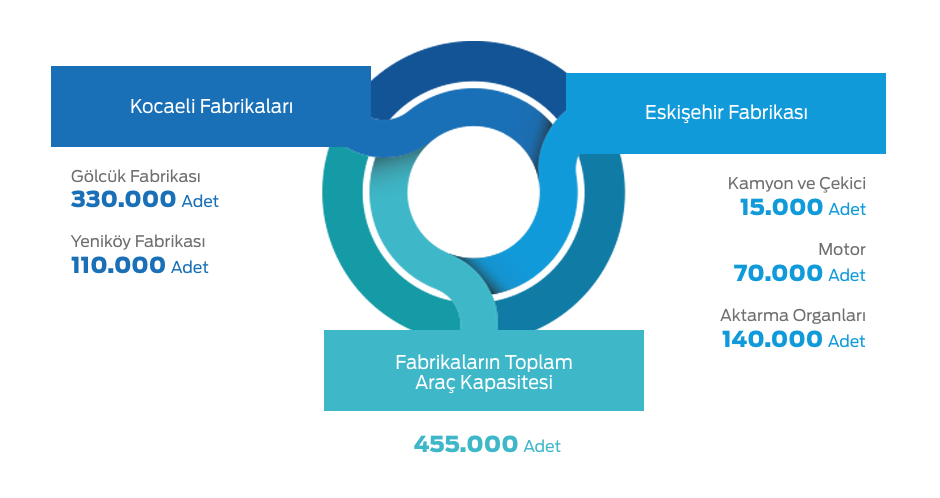 Kocaeli Fabrikaları
Gölcük Fabrikası
330.000 Adet
Yeniköy Fabrikası
110.000 Adet
Eskişehir Fabrikası
Kamyon ve Çekici
15.000 Adet
Motor
70.000 Adet
Aktarma Organları
140.000 Adet
Fabrikaların Toplam
Araç Kapasitesi
455.000 Adet